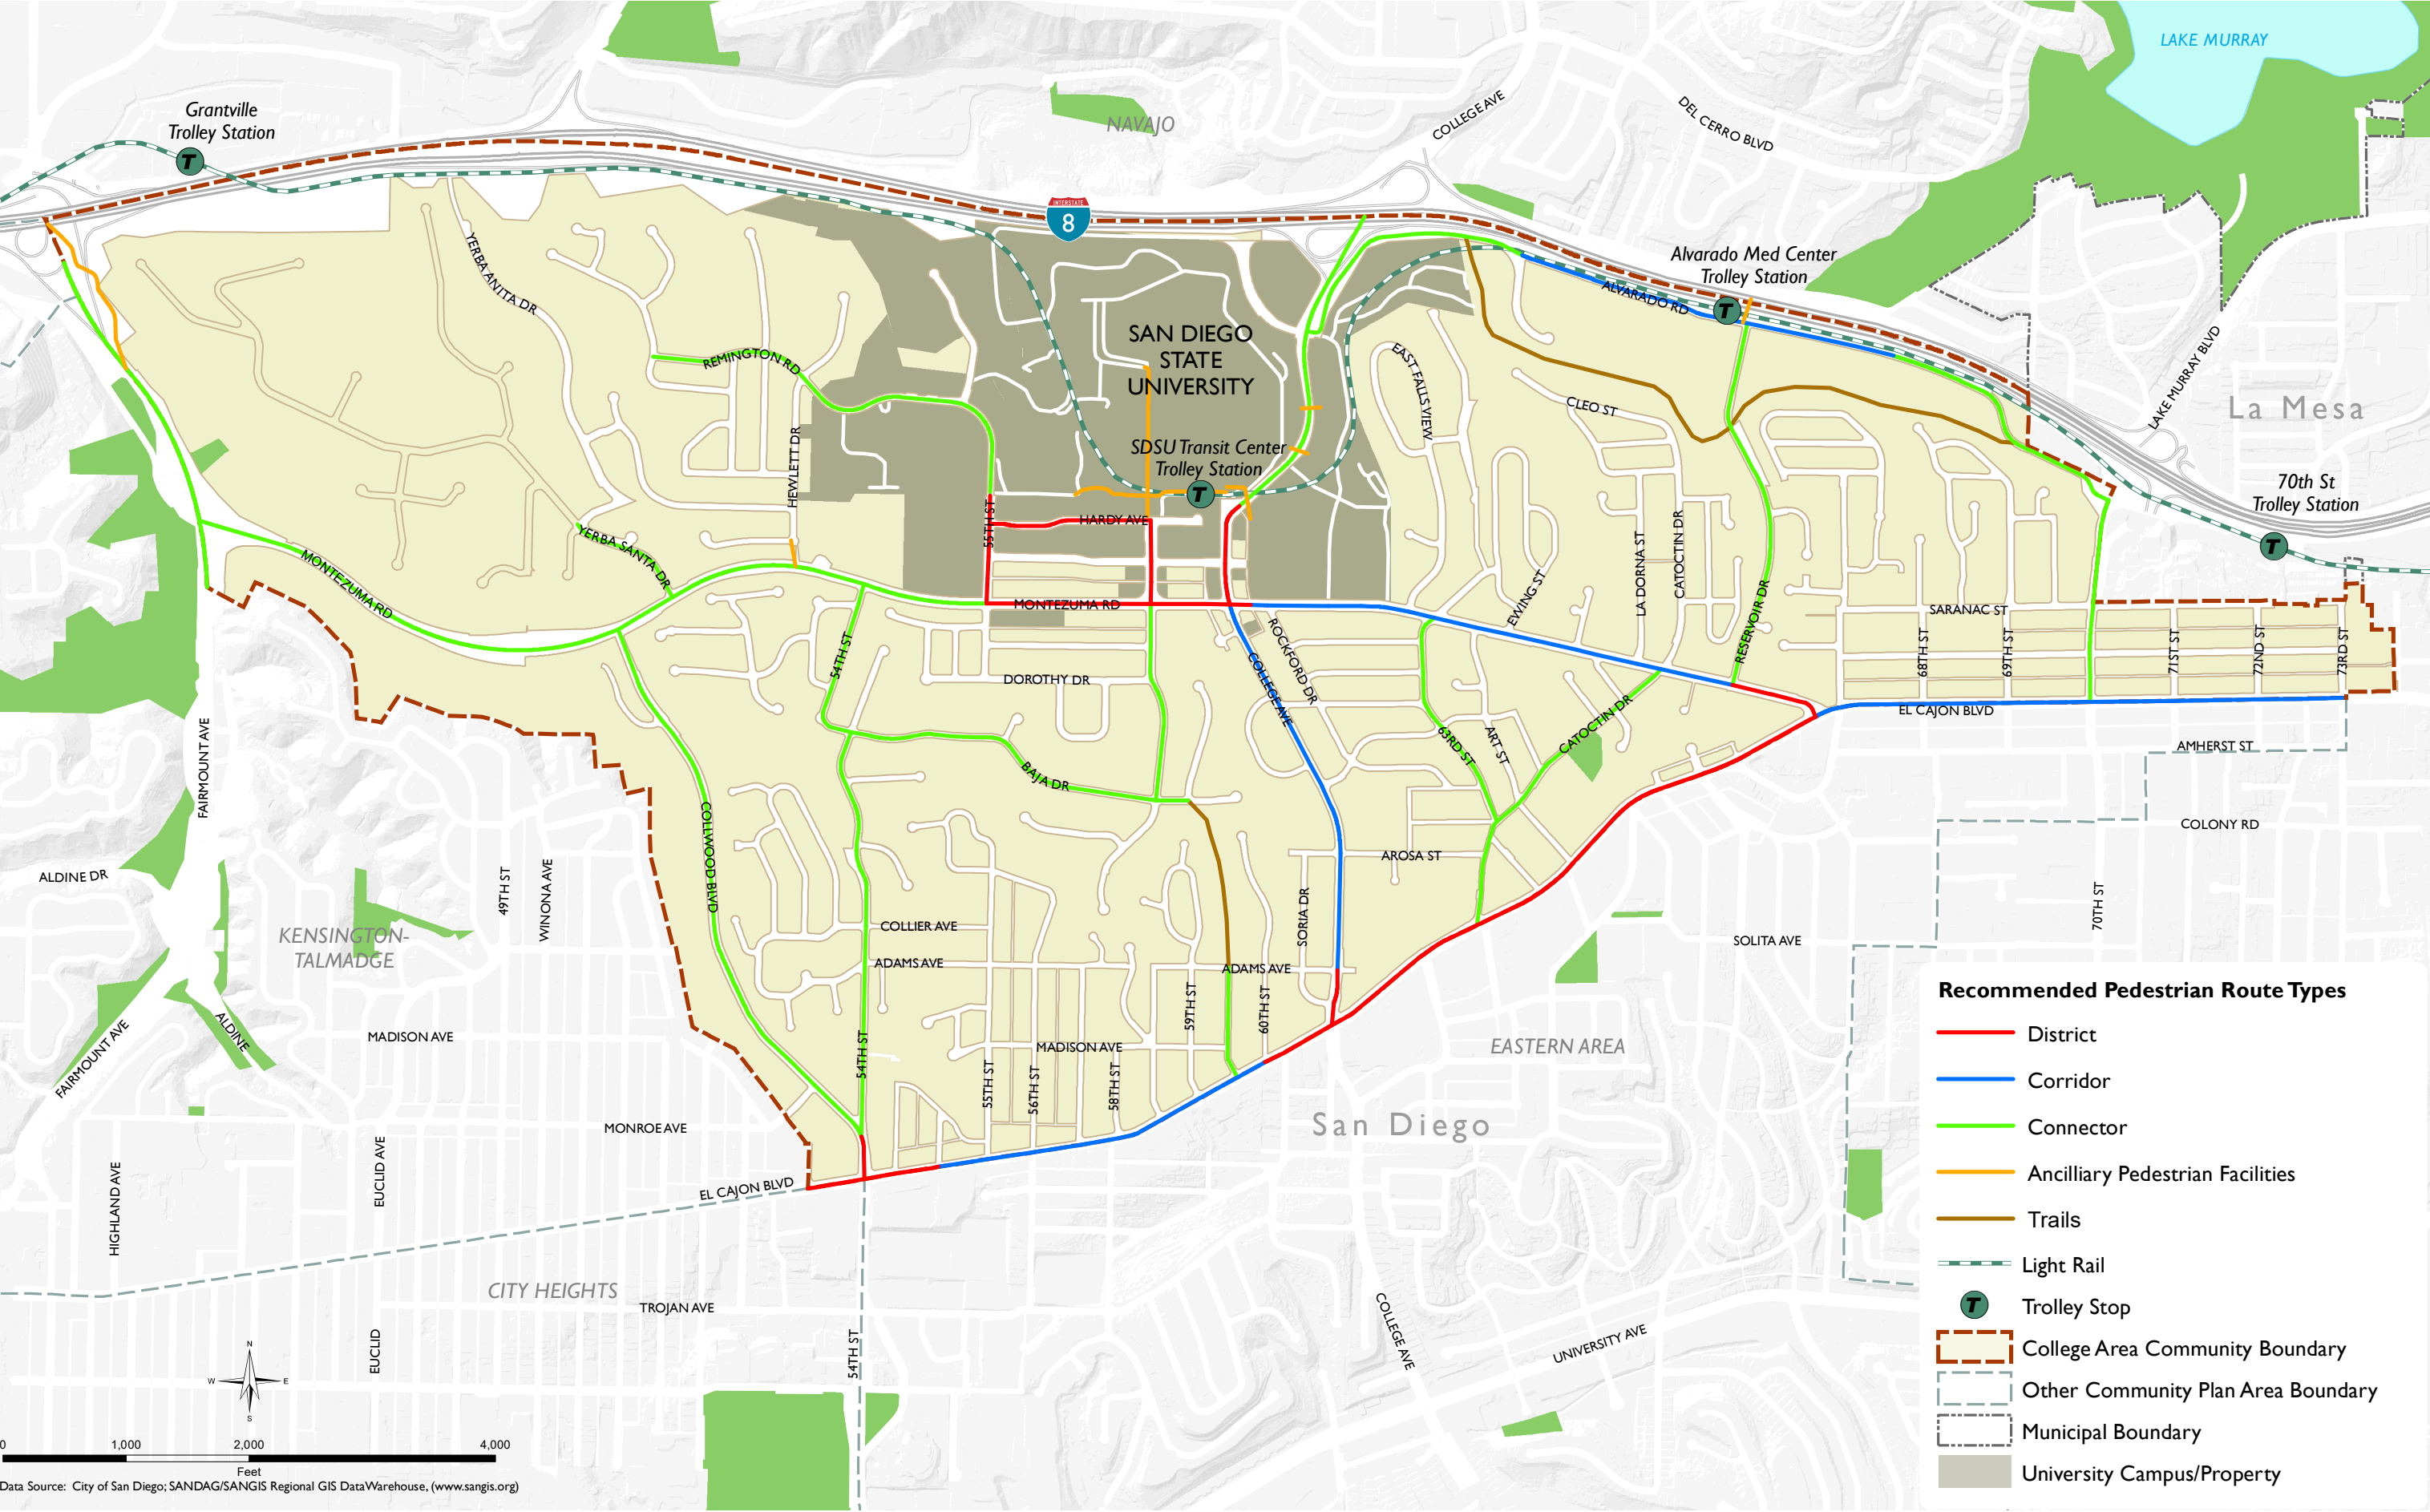 LAKE MURRAY
Grantville
Trolley Station
NAVAJO
COLLEGE AVE
DEL CERRO BLVD
INTERSTATE
8
Alvarado Med Center
Trolley Station
YERBA ANITA DR
ALVARADO RD
SAN DIEGO
STATE
UNIVERSITY
REMINGTON RD
EAST FALLSVIEW
CLEO ST
LAKE MURRAY BLVD
La Mesa
HEWLETT DR
SDSU Transit Center
Trolley Station
70th St
Trolley Station
55TH ST
HARDY AVE
YERBA SANTA DR
MONTEZUMA RD
MONTEZUMA RD
EWING ST
LA DORNA ST
CATOCTIN DR
RESERVOIR DR
SARANAC ST
54TH ST
ROCKFORD DR
COLLEGE AVE
DOROTHY DR
68TH ST
69TH ST
71ST ST
72ND ST
73RD ST
EL CAJON BLVD
FAIRMOUNT AVE
63RD ST
ART ST
CATOCTIN DR
AMHERST ST
BAJA DR
COLLWOOD BLVD
COLONY RD
AROSA ST
ALDINE DR
49TH ST
WINONA AVE
KENSINGTON-
TALMADGE
COLLIER AVE
SORIA DR
70TH ST
SOLITA AVE
ADAMS AVE
ADAMS AVE
59TH ST
60TH ST
MADISON AVE
ALDINE
FAIRMOUNT AVE
54TH ST
MADISON AVE
EASTERN AREA
55TH ST
56TH ST
58TH ST
MONROE AVE
San Diego
HIGHLAND AVE
EUCLID AVE
EL CAJON BLVD
CITY HEIGHTS
TROJAN AVE
EUCLID
54TH ST
COLLEGE AVE
UNIVERSITY AVE
N
W
E
S
0 1,000 2,000 4,000
Feet
Data Source: City of San Diego; SANDAG/SANGIS Regional GIS DataWarehouse, (www.sangis.org)
Recommended Pedestrian Route Types
District
Corridor
Connector
Ancilliary Pedestrian Facilities
Trails
Light Rail
T Trolley Stop
College Area Community Boundary
Other Community Plan Area Boundary
Municipal Boundary
University Campus/Property